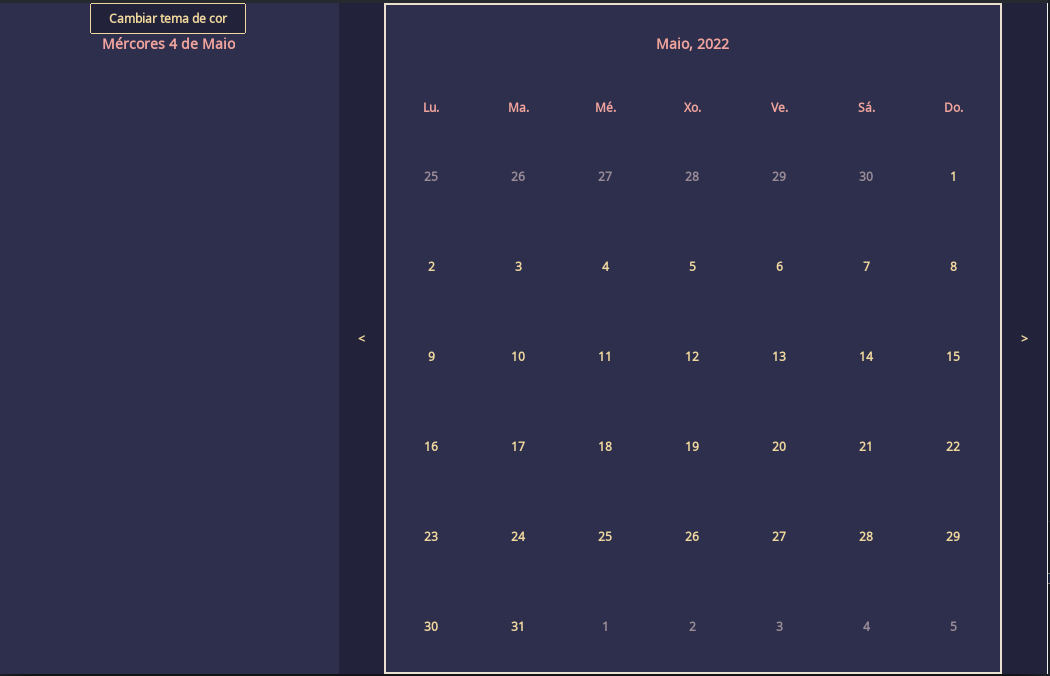 Cambiar tema de cor
Mércores 4 de Maio
Maio, 2022
Lu. Ma. Mé. Xo. Ve. Sá. Do.
25 26 27 28 29 30 1
2 3 4 5 6 7 8
<
>
9 10 11 12 13 14 15
16 17 18 19 20 21 22
23 24 25 26 27 28 29
30 31 1 2 3 4 5